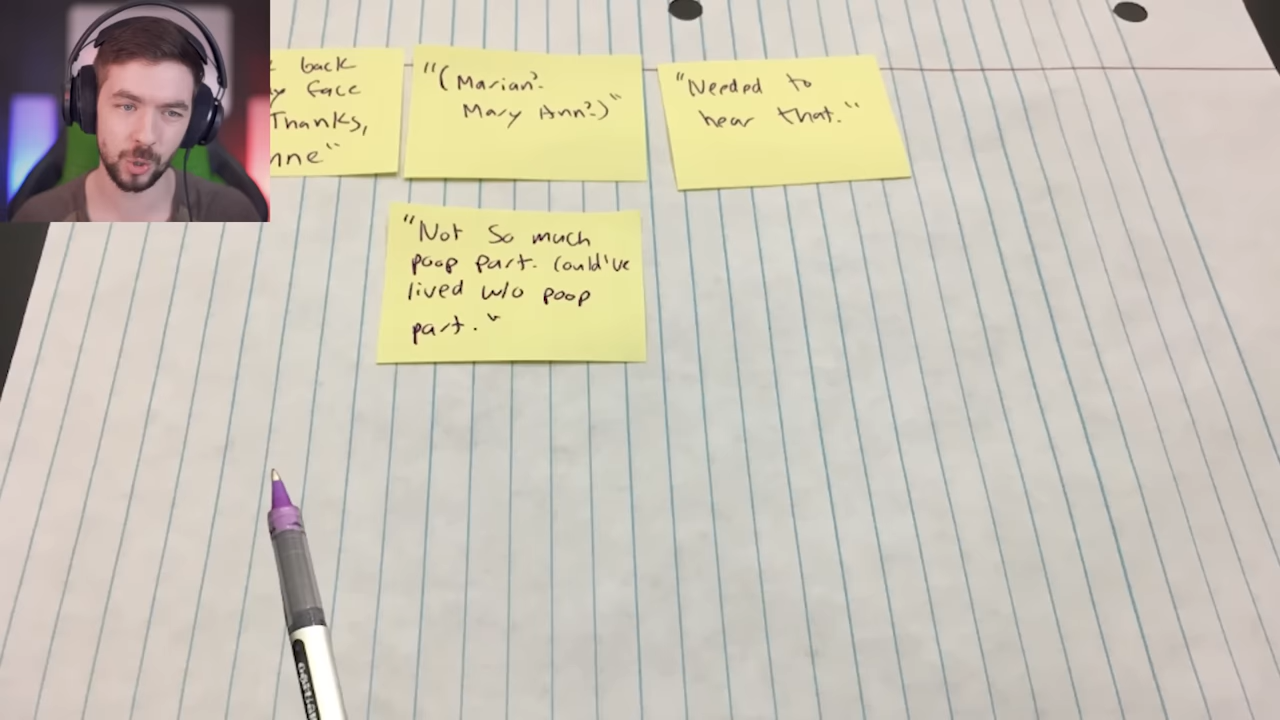 back
face
Thanks,
nne"
"(Marian?
Mary Ann?)"
"Needed to
hear that."
"Not so much
poop part. Could've
lived w/o poop
part."